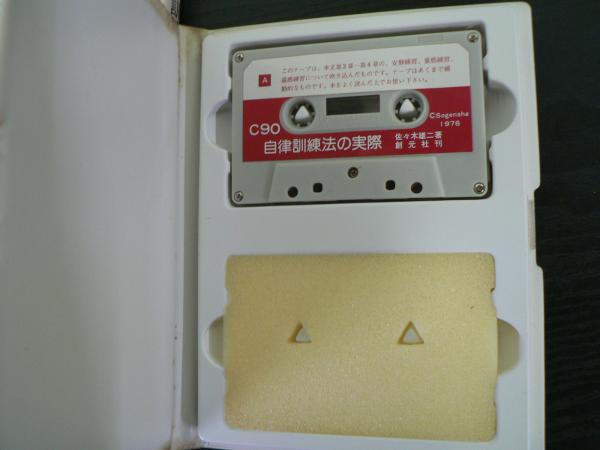 このテープは、本文第3章〜第4章の、安静練習、重感練習、
温感練習について吹き込んだものです。テープはあくまで補
助的なものです。本をよく読んだ上でお使い下さい。
A
C90
©Sogensha
1976
自律訓練法の実際
佐々木雄二著
創元社刊